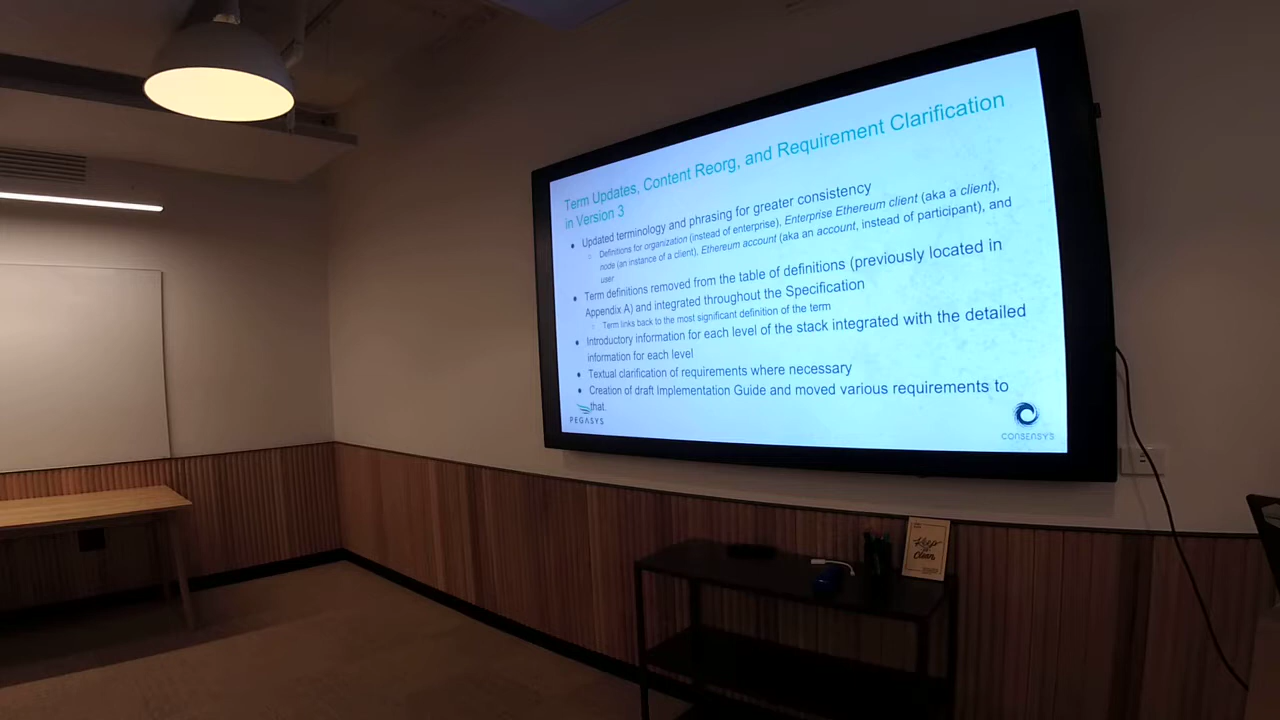 Term Updates, Content Reorg, and Requirement Clarification
in Version 3
● Updated terminology and phrasing for greater consistency
○ Definitions for organization (instead of enterprise), Enterprise Ethereum client (aka a client),
node (an instance of a client), Ethereum account (aka an account, instead of participant), and
user
● Term definitions removed from the table of definitions (previously located in
Appendix A) and integrated throughout the Specification
○ Term links back to the most significant definition of the term
● Introductory information for each level of the stack integrated with the detailed
information for each level
● Textual clarification of requirements where necessary
● Creation of draft Implementation Guide and moved various requirements to
that.
PEGASYS
CONSENSYS
Keep
it
Clean